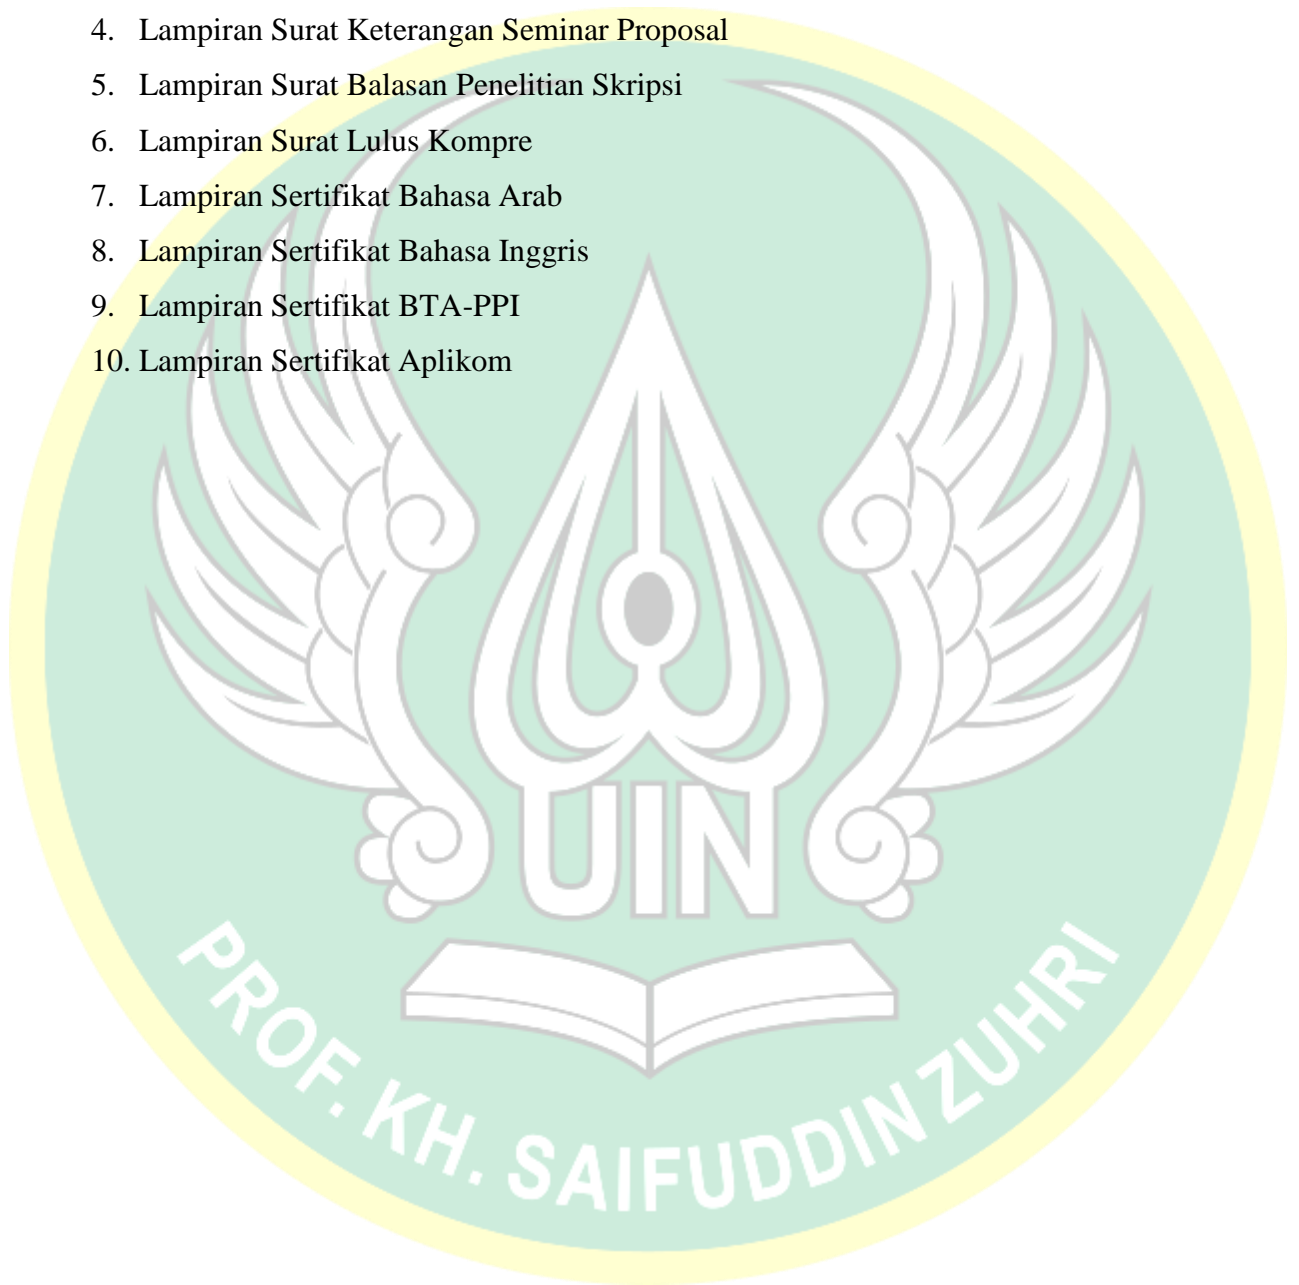 4. Lampiran Surat Keterangan Seminar Proposal
5. Lampiran Surat Balasan Penelitian Skripsi
6. Lampiran Surat Lulus Kompre
7. Lampiran Sertifikat Bahasa Arab
8. Lampiran Sertifikat Bahasa Inggris
9. Lampiran Sertifikat BTA-PPI
10. Lampiran Sertifikat Aplikom
UIN
PROF. KH. SAIFUDDIN ZUHRI